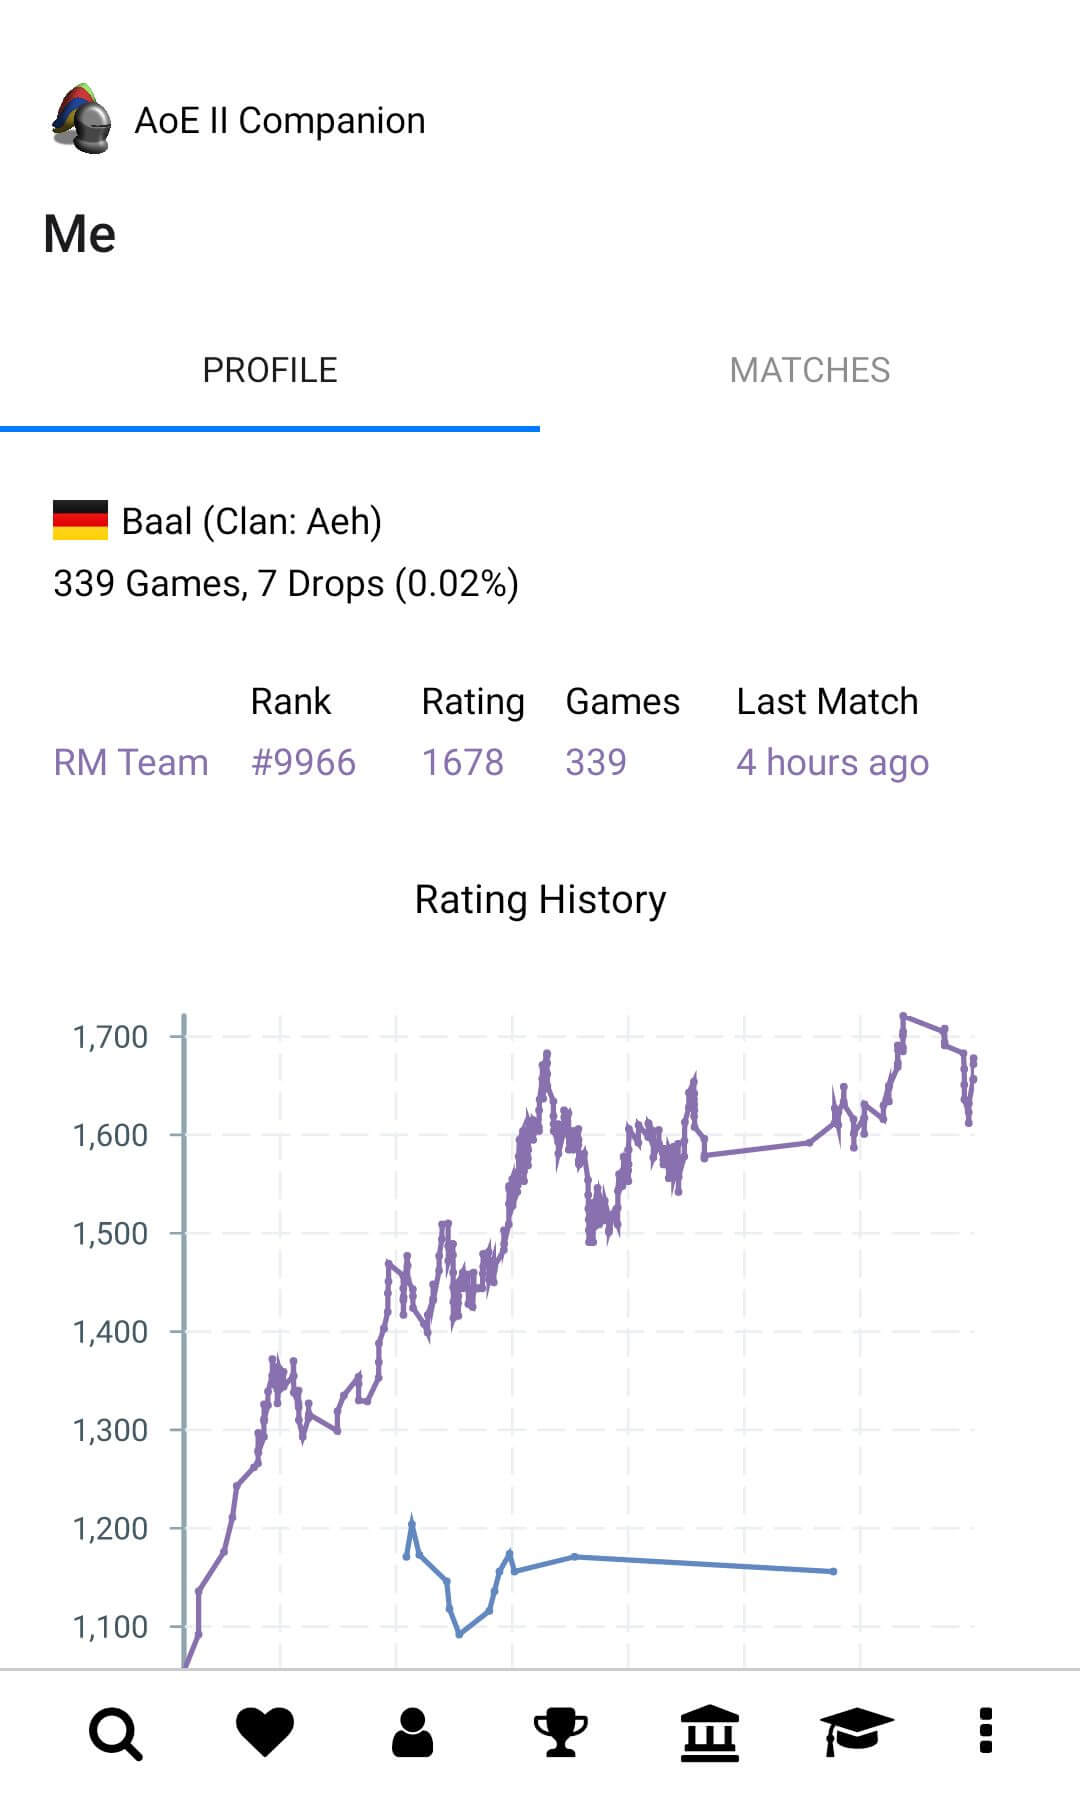 AoE II Companion
Me
PROFILE MATCHES
Baal (Clan: Aeh)
339 Games, 7 Drops (0.02%)
Rank Rating Games Last Match
RM Team #9966 1678 339 4 hours ago
Rating History
1,700
1,600
1,500
1,400
1,300
1,200
1,100